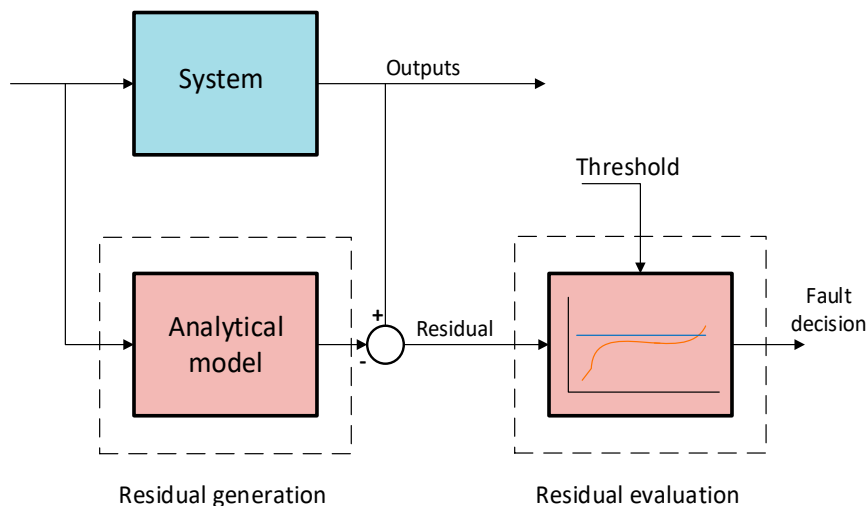 System
Outputs
Threshold
Analytical
model
+
-
Residual
Fault
decision
Residual generation
Residual evaluation